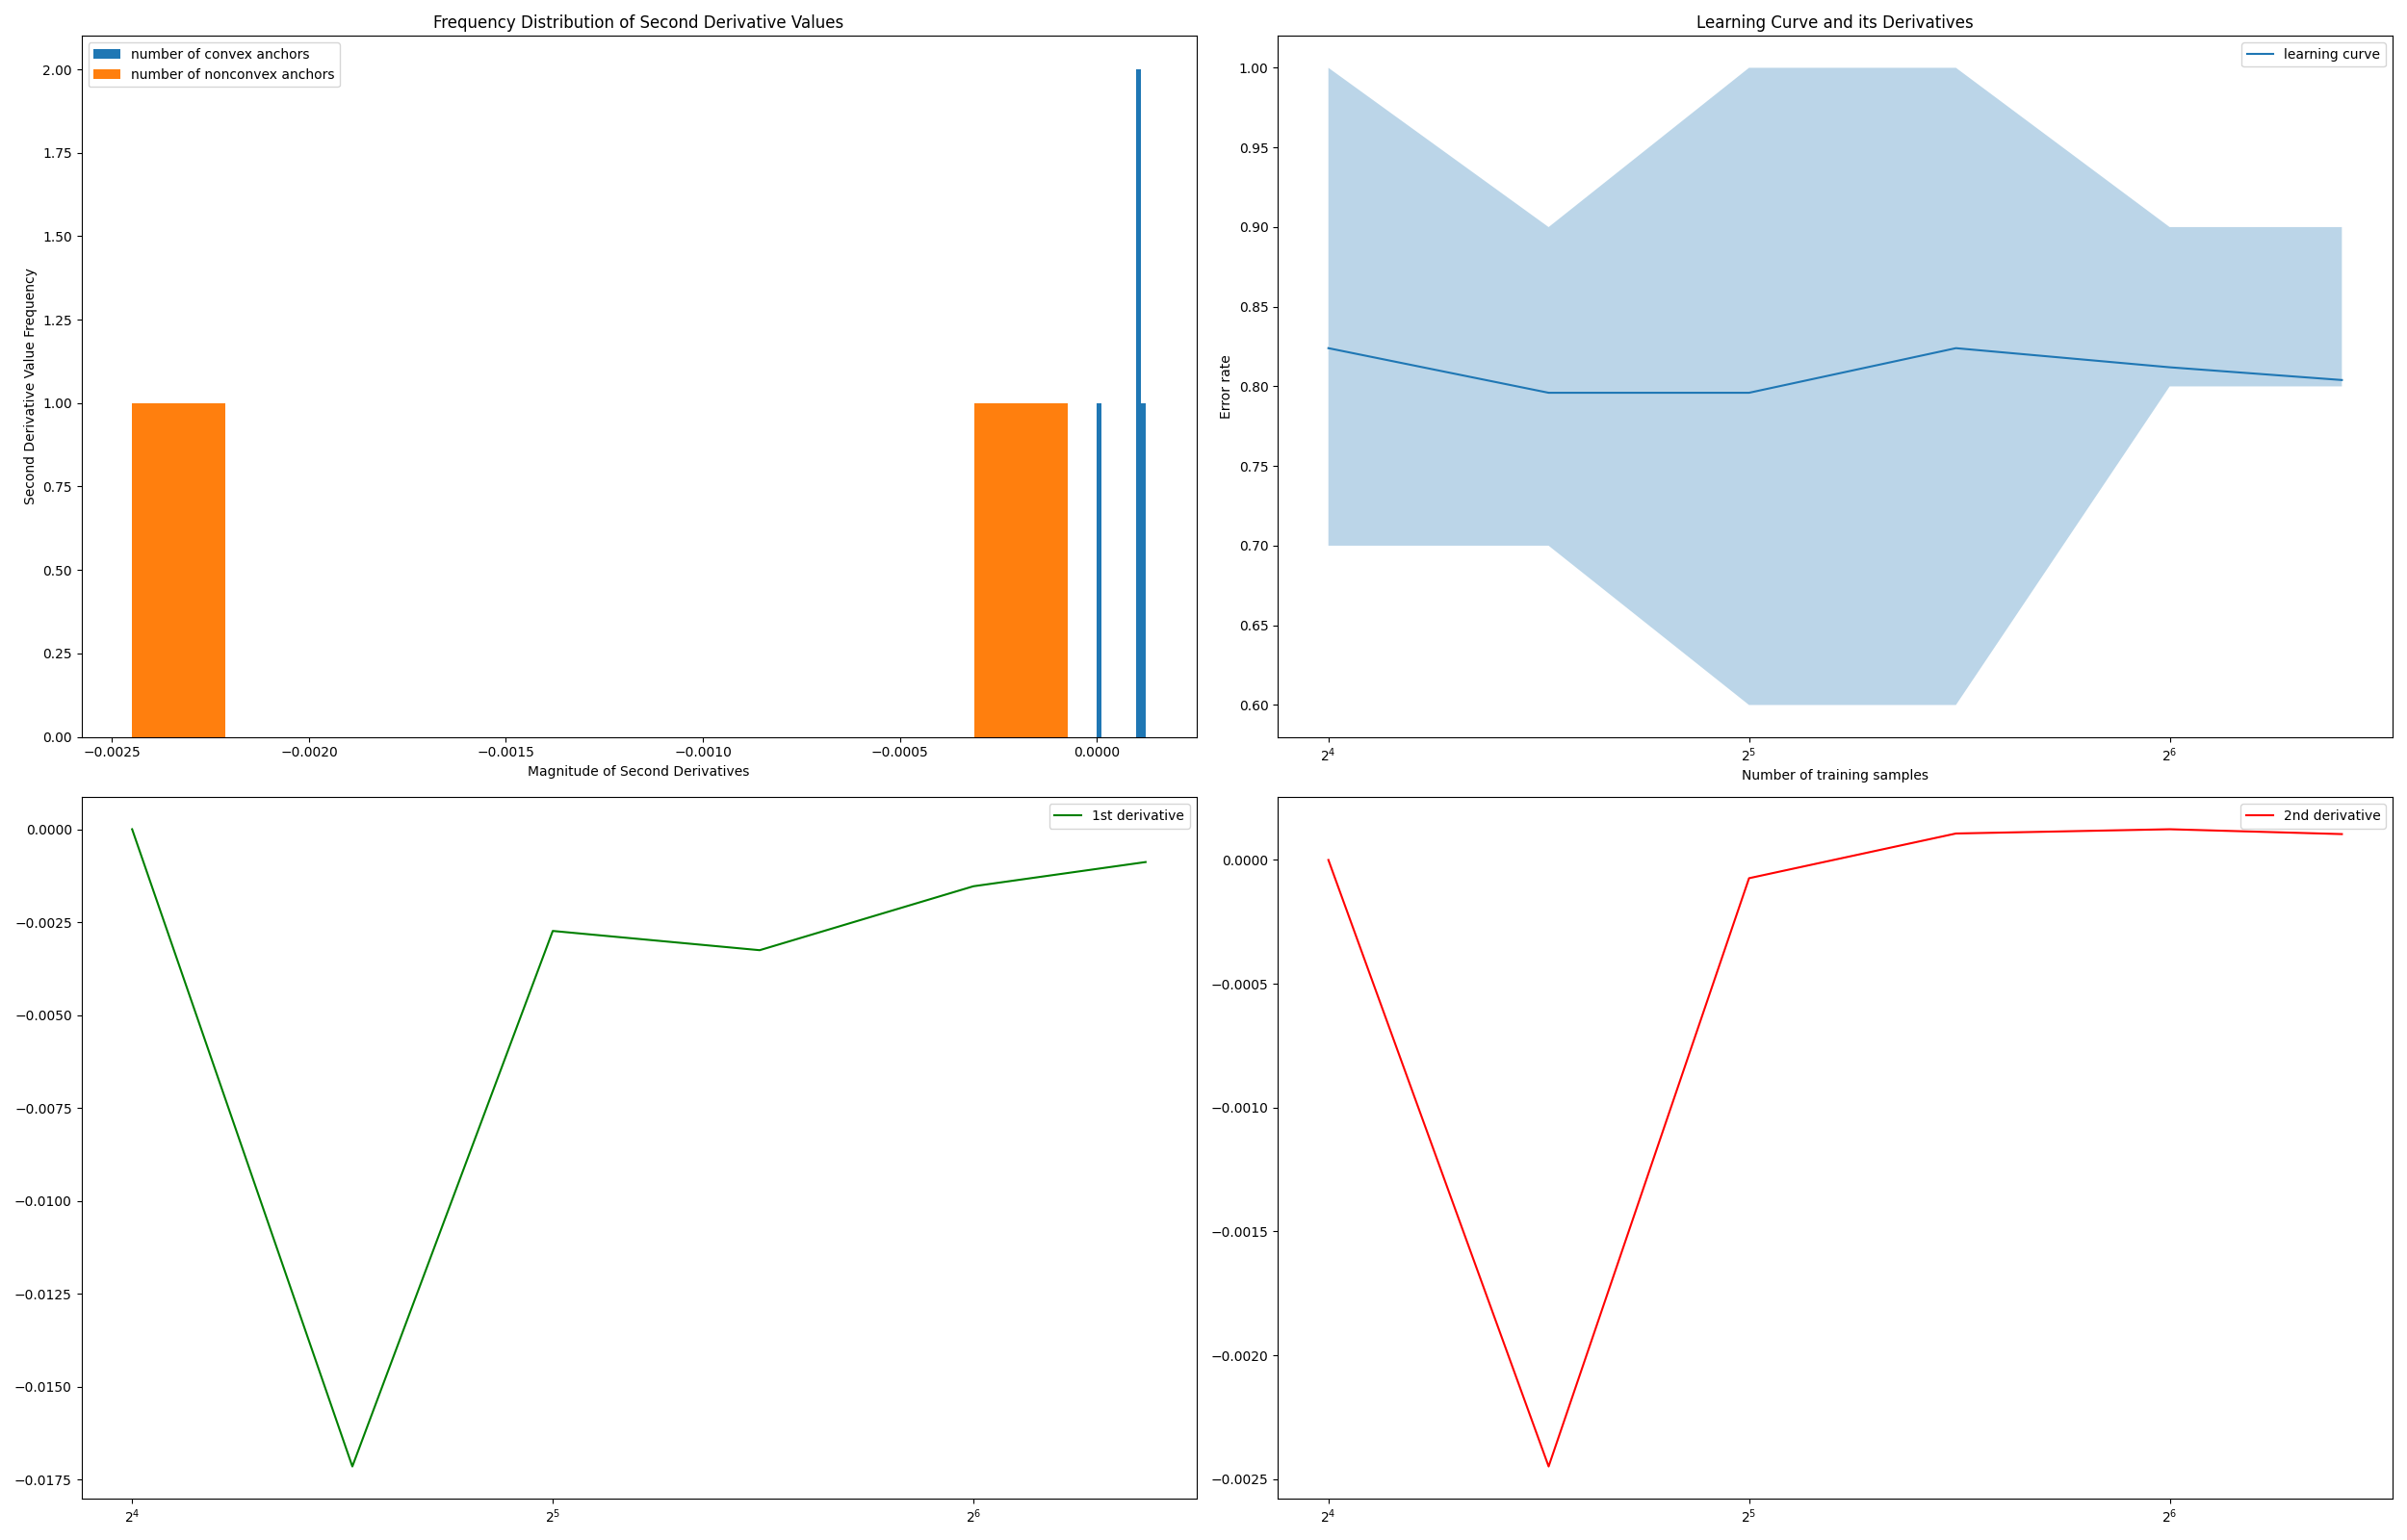 Frequency Distribution of Second Derivative Values
number of convex anchors
number of nonconvex anchors
2.00
1.75
1.50
1.25
1.00
0.75
0.50
0.25
0.00
Second Derivative Value Frequency
−0.0025 −0.0020 −0.0015 −0.0010 −0.0005 0.0000
Magnitude of Second Derivatives
Learning Curve and its Derivatives
learning curve
1.00
0.95
0.90
0.85
0.80
0.75
0.70
0.65
0.60
Error rate
2⁴ 2⁵ 2⁶
Number of training samples
1st derivative
0.0000
−0.0025
−0.0050
−0.0075
−0.0100
−0.0125
−0.0150
−0.0175
2⁴ 2⁵ 2⁶
2nd derivative
0.0000
−0.0005
−0.0010
−0.0015
−0.0020
−0.0025
2⁴ 2⁵ 2⁶